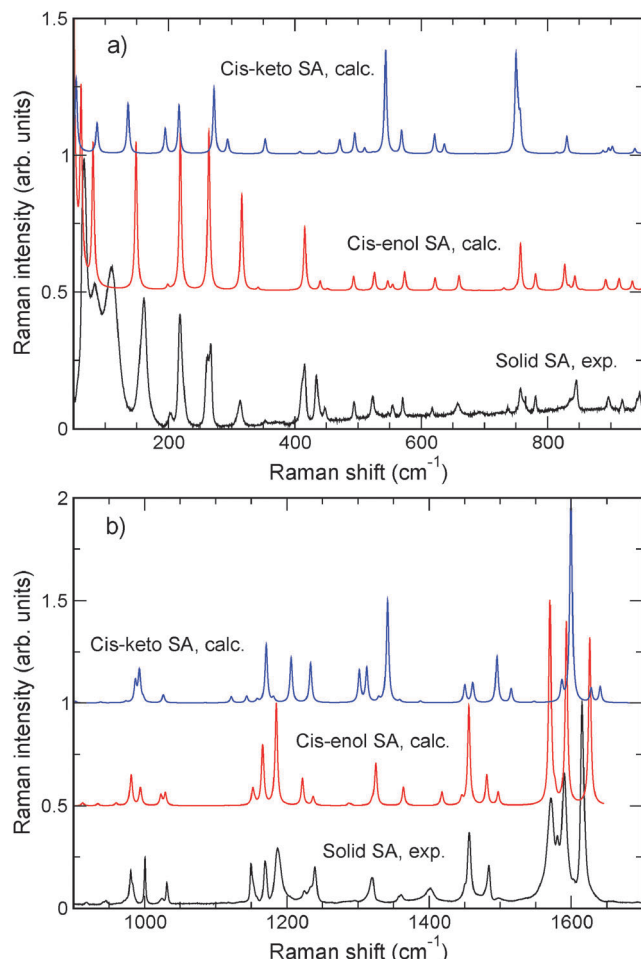 1.5
a)
Cis-keto SA, calc.
1
Cis-enol SA, calc.
0.5
Solid SA, exp.
0
200 400 600 800
Raman shift (cm⁻¹)
Raman intensity (arb. units)
2
b)
1.5
Cis-keto SA, calc.
1
Cis-enol SA, calc.
0.5
Solid SA, exp.
0
1000 1200 1400 1600
Raman shift (cm⁻¹)
Raman intensity (arb. units)